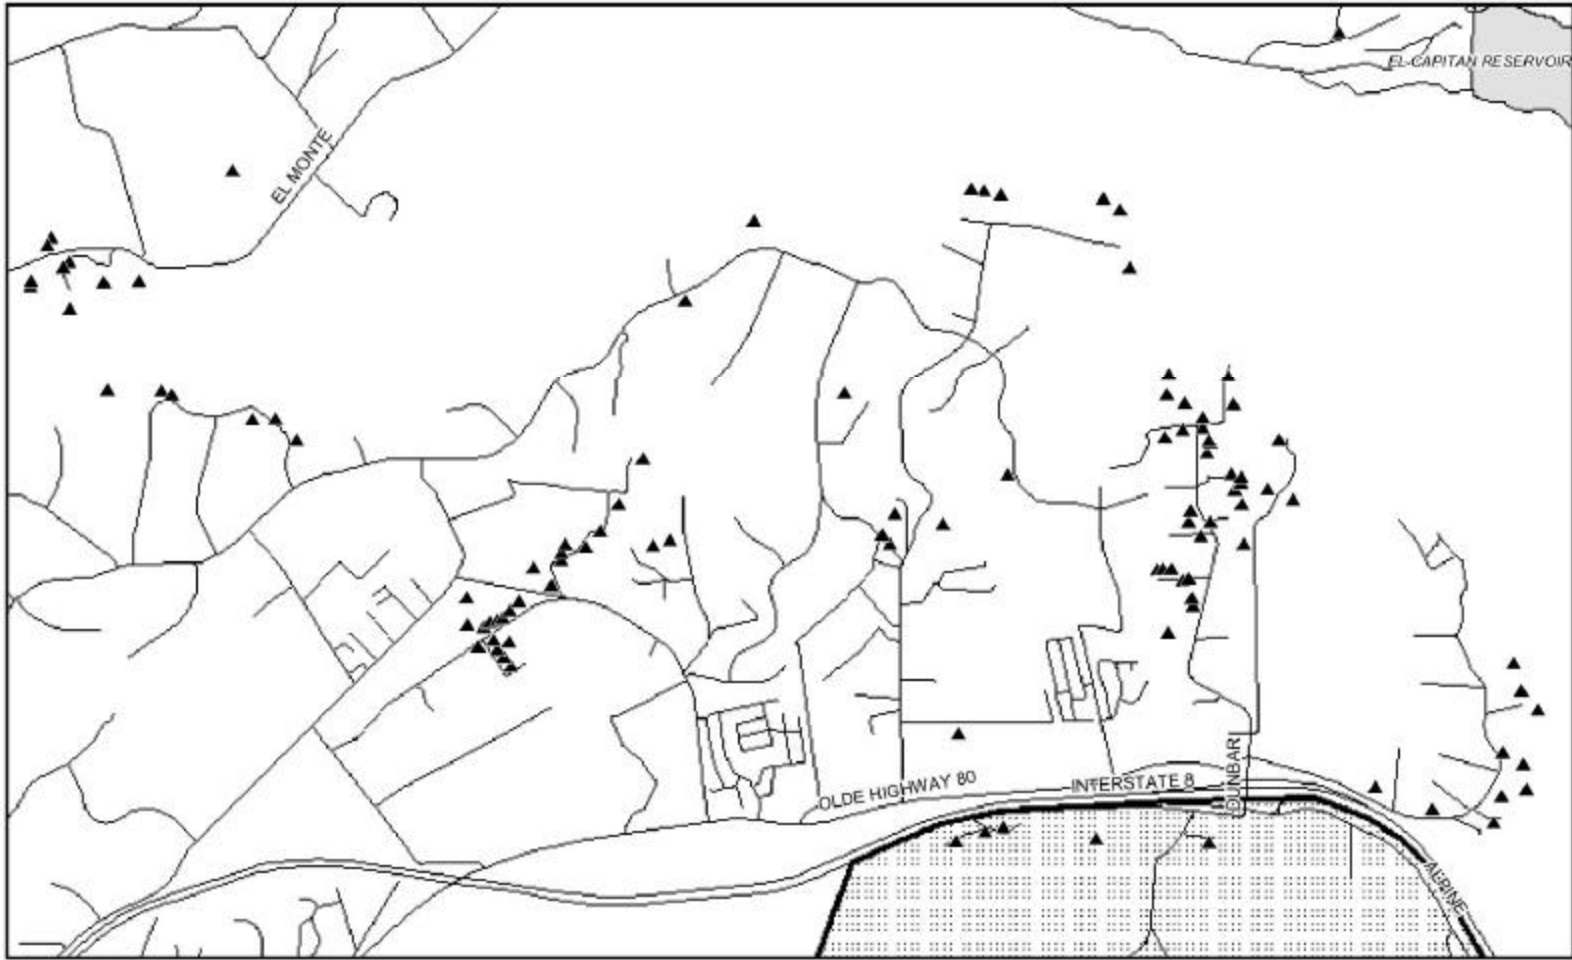 EL CAPITAN RESERVOIR
EL MONTE
OLDE HIGHWAY 80
INTERSTATE 8
DUNBAR
ALPINE